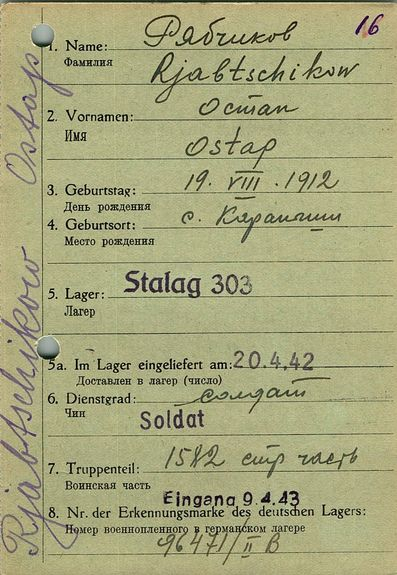 16
Рябчиков
1. Name:
Фамилия
Rjabtschikow
Остап
2. Vornamen:
Имя
Ostap
3. Geburtstag: 19. VIII. 1912
День рождения
4. Geburtsort: с.
Место рождения
5. Lager: Stalag 303
Лагер
5a. Im Lager eingeliefert am: 20.4.42
Доставлен в лагер (число)
6. Dienstgrad: солдат
Чин
Soldat
7. Truppenteil: 1582 стр часть
Воинская часть
Eingang 9.4.43
8. Nr. der Erkennungsmarke des deutschen Lagers:
Номер военнопленного в германском лагере
96471/II B
Rjabtschikow Ostap